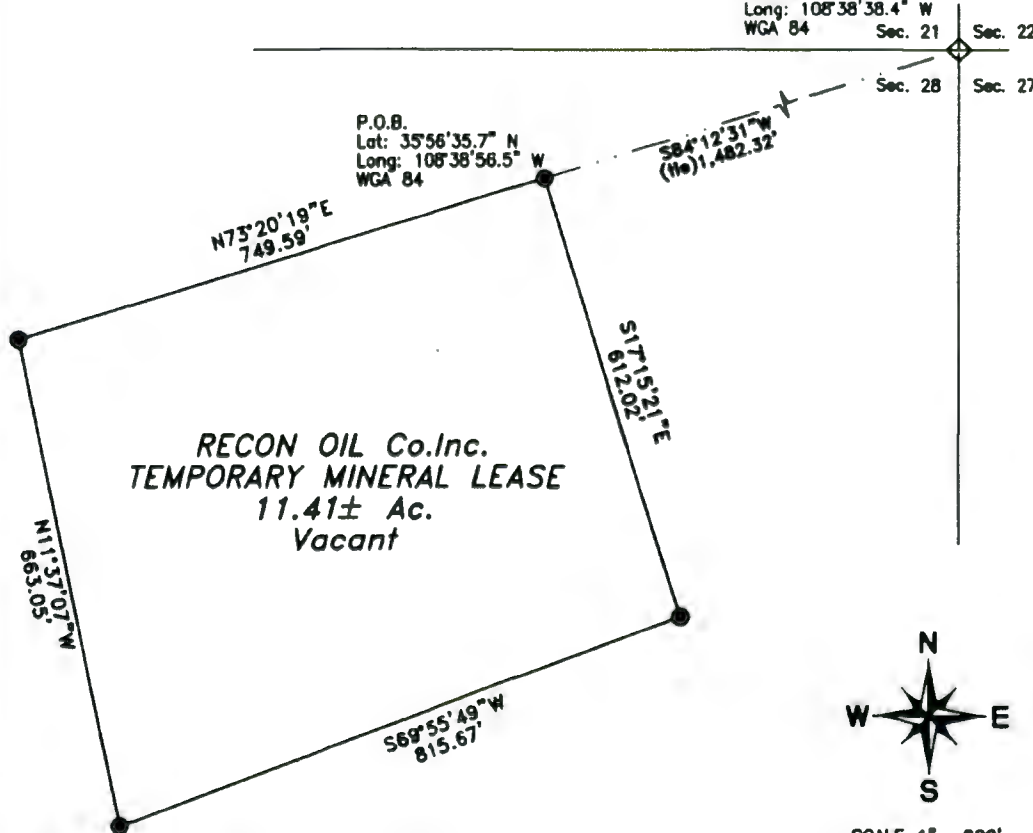 Long: 108°38'38.4" W
WGA 84
Sec. 21
Sec. 22
Sec. 28
Sec. 27
P.O.B.
Lat: 35°56'35.7" N
Long: 108°38'56.5" W
WGA 84
S84°12'31"W
(tie)1,482.32'
N73°20'19"E
749.59'
S17°15'21"E
612.02'
RECON OIL Co.Inc.
TEMPORARY MINERAL LEASE
11.41± Ac.
Vacant
N11°37'07"W
663.05'
S69°55'49"W
815.67'
N
W
E
S